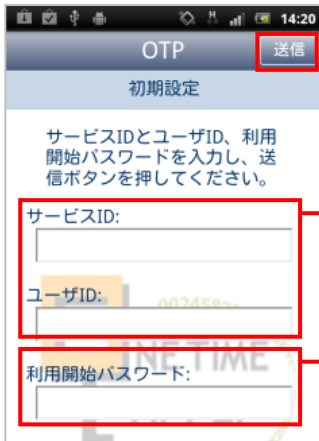 14:20
OTP
送信
初期設定
サービスIDとユーザID、利用
開始パスワードを入力し、送
信ボタンを押してください。
サービスID:
ユーザID:
NE TIME
利用開始パスワード: